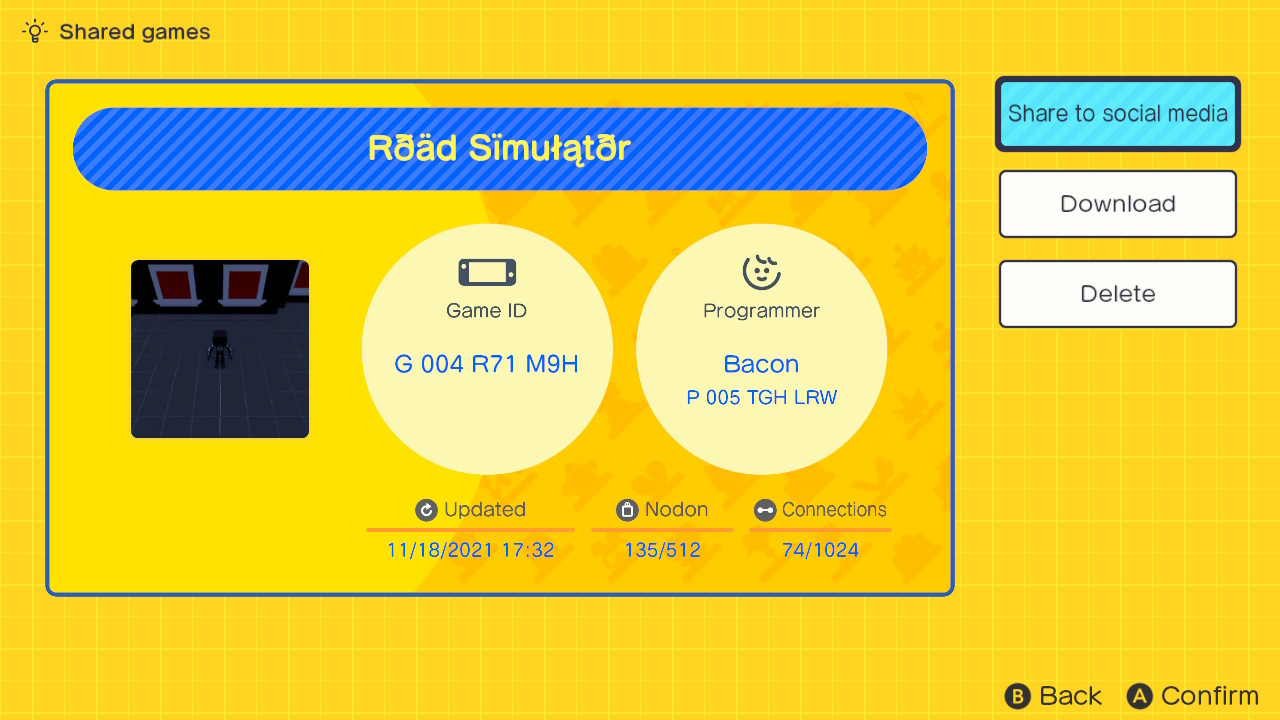 Shared games
Rðäd Sïmułątðr
Share to social media
Download
Delete
Game ID
G 004 R71 M9H
Programmer
Bacon
P 005 TGH LRW
Updated
11/18/2021 17:32
Nodon
135/512
Connections
74/1024
B Back A Confirm